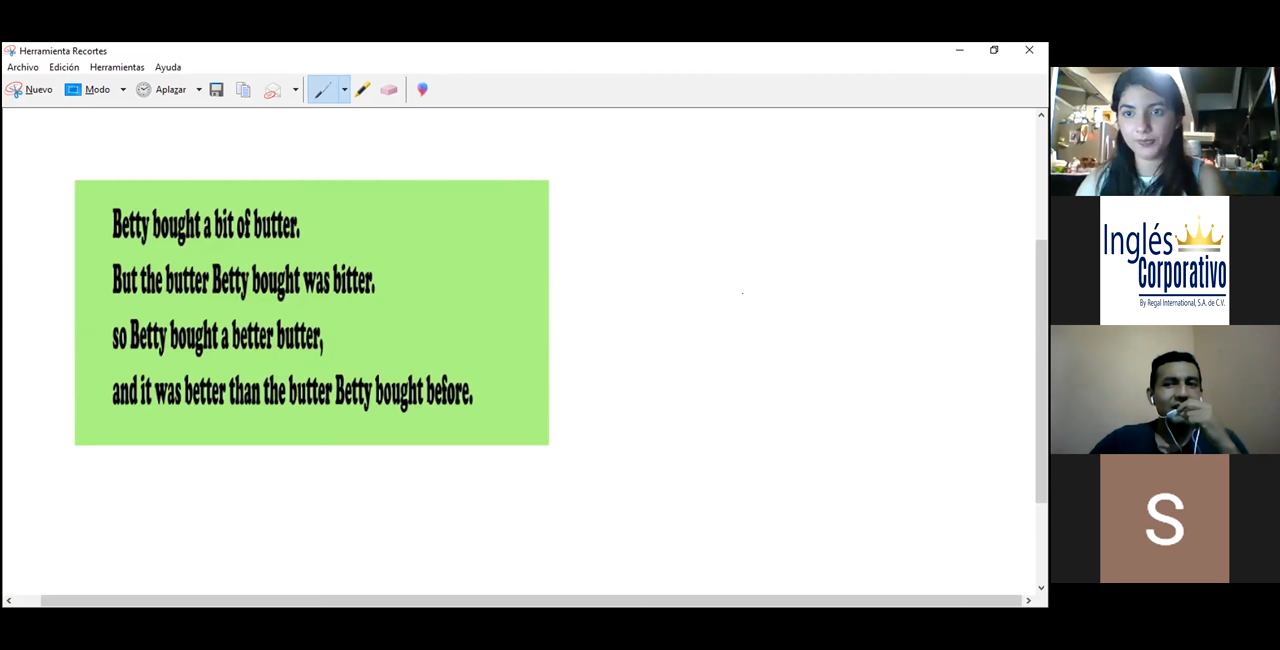 Herramienta Recortes
Archivo Edición Herramientas Ayuda
Nuevo Modo Aplazar
Betty bought a bit of butter.
But the butter Betty bought was bitter.
so Betty bought a better butter,
and it was better than the butter Betty bought before.
Inglés
Corporativo
By Regal International, S.A. de C.V.
S